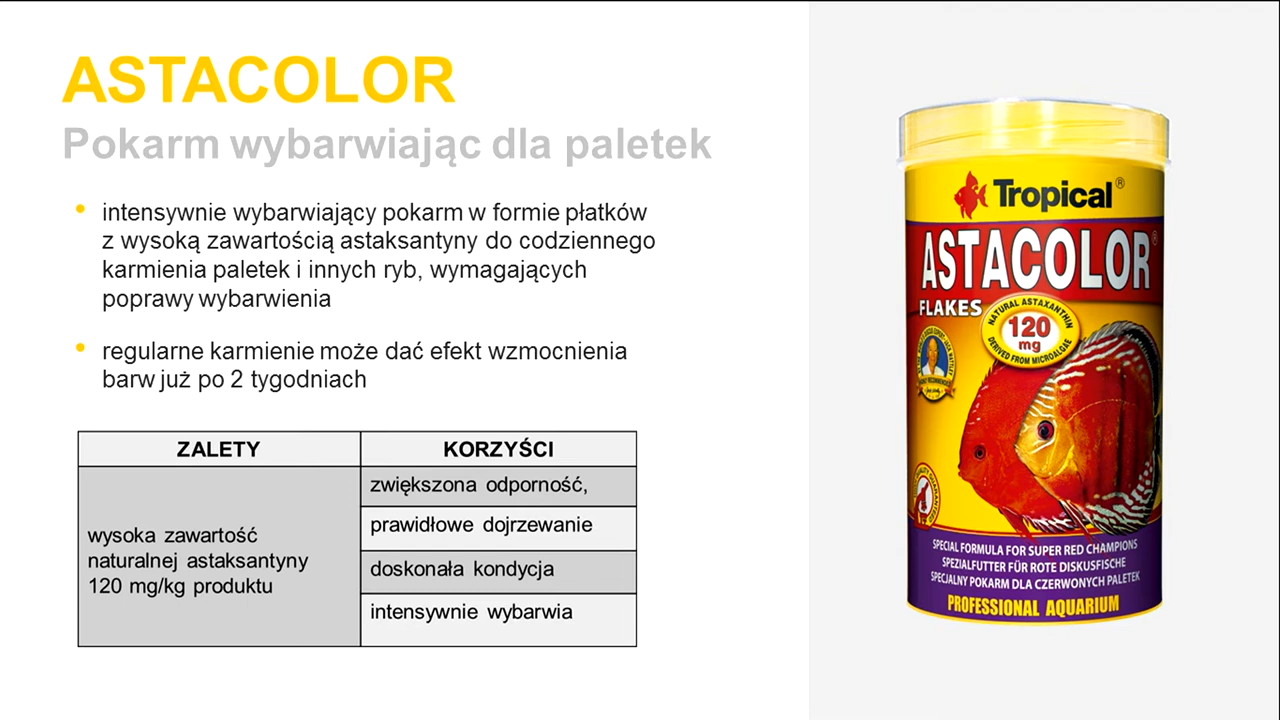 ASTACOLOR
Pokarm wybarwiając dla paletek
intensywnie wybarwiający pokarm w formie płatków
z wysoką zawartością astaksantyny do codziennego
karmienia paletek i innych ryb, wymagających
poprawy wybarwienia
regularne karmienie może dać efekt wzmocnienia
barw już po 2 tygodniach
ZALETY
KORZYŚCI
wysoka zawartość
naturalnej astaksantyny
120 mg/kg produktu
zwiększona odporność,
prawidłowe dojrzewanie
doskonała kondycja
intensywnie wybarwia
Tropical®
ASTACOLOR®
FLAKES
NATURAL ASTAXANTHIN
120
mg
DERIVED FROM MICROALGAE
SPECIAL FORMULA FOR SUPER RED CHAMPIONS
SPEZIALFUTTER FÜR ROTE DISKUSFISCHE
SPECJALNY POKARM DLA CZERWONYCH PALETEK
PROFESSIONAL AQUARIUM